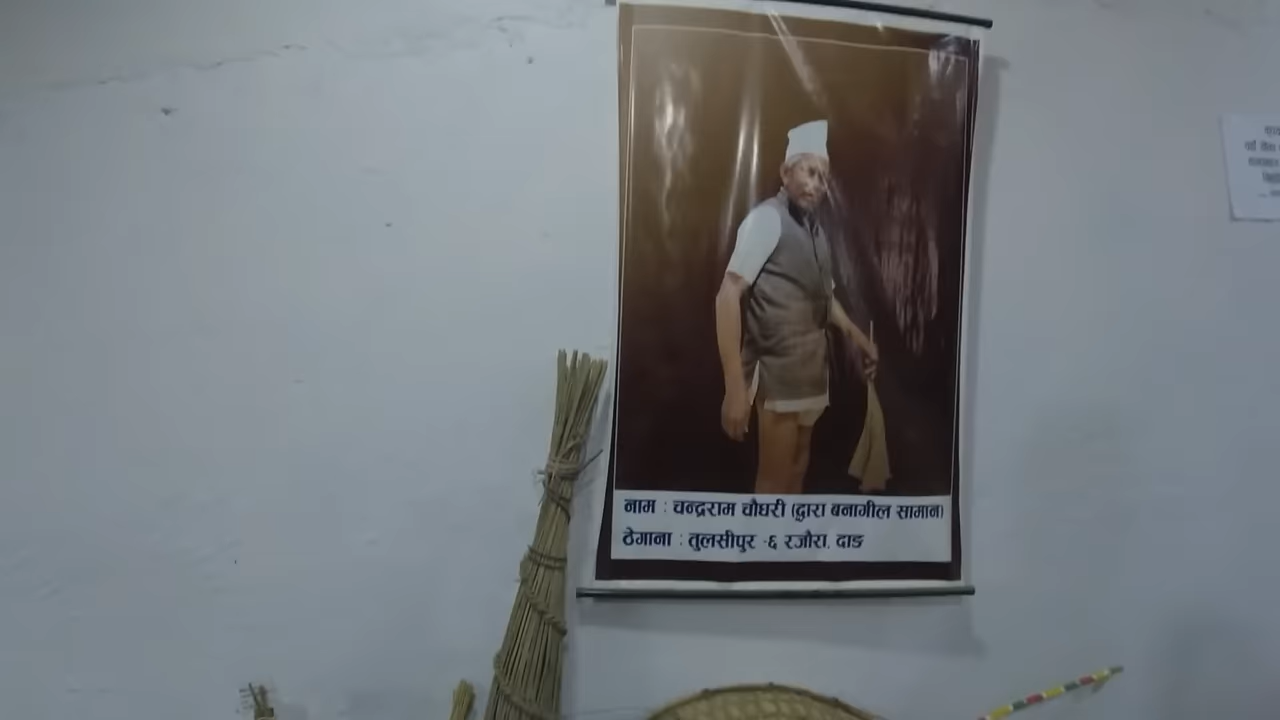 नाम : चन्द्रराम चौधरी (द्वारा बनागील सामान)
ठेगाना : तुलसीपुर -६ रजौरा, दाङ